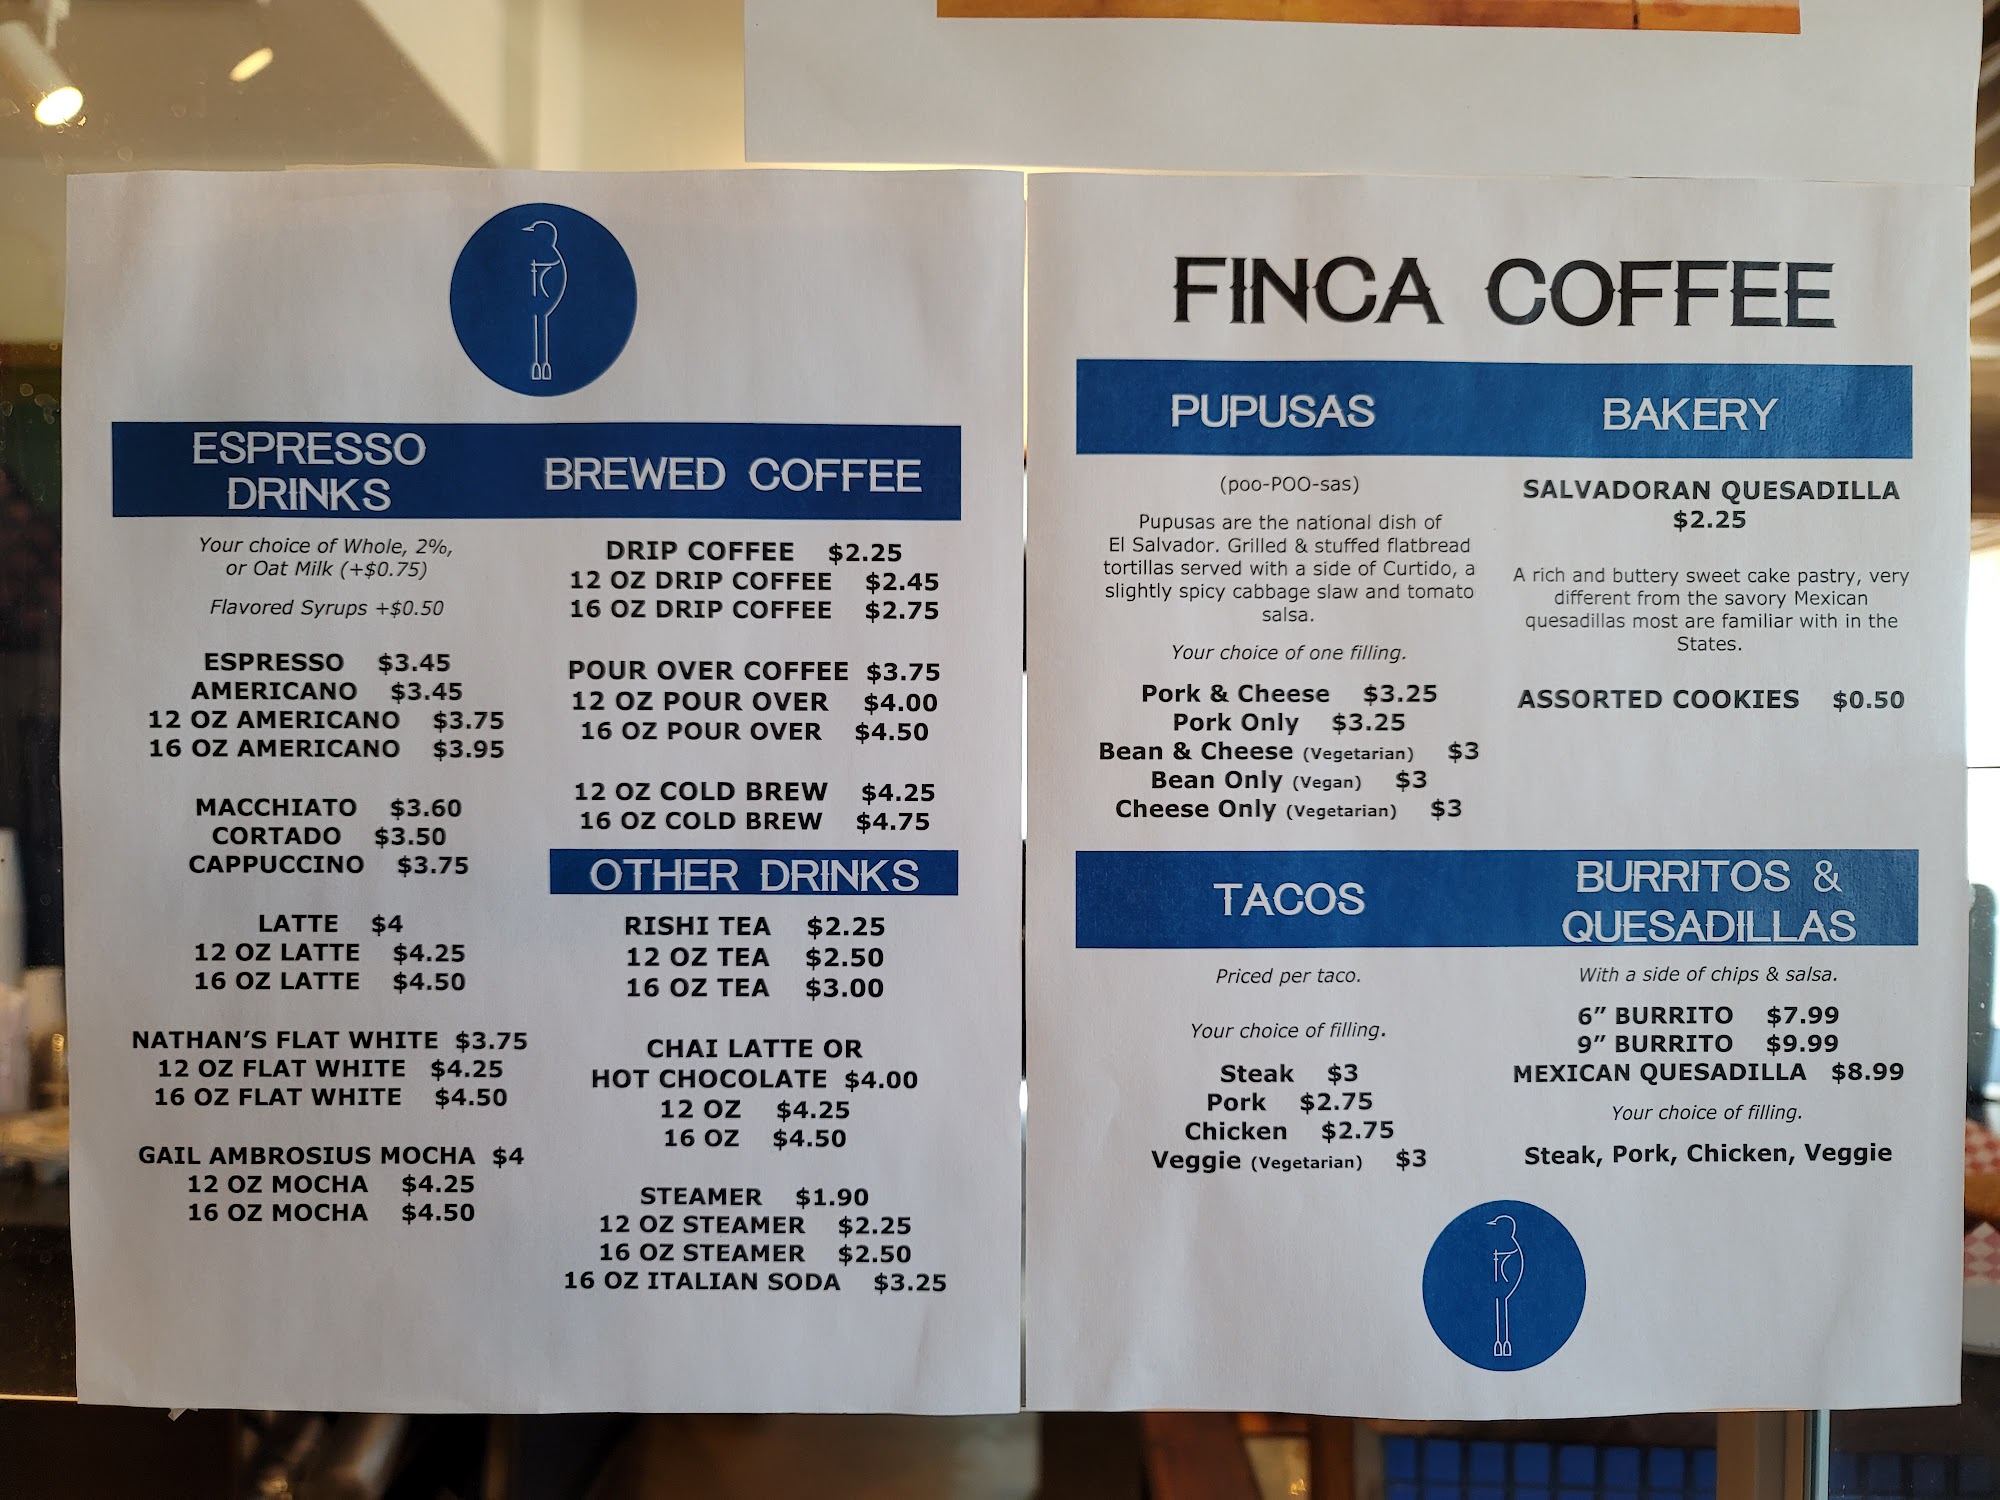 ESPRESSO
DRINKS
Your choice of Whole, 2%,
or Oat Milk (+$0.75)
Flavored Syrups +$0.50
ESPRESSO $3.45
AMERICANO $3.45
12 OZ AMERICANO $3.75
16 OZ AMERICANO $3.95
MACCHIATO $3.60
CORTADO $3.50
CAPPUCCINO $3.75
LATTE $4
12 OZ LATTE $4.25
16 OZ LATTE $4.50
NATHAN'S FLAT WHITE $3.75
12 OZ FLAT WHITE $4.25
16 OZ FLAT WHITE $4.50
GAIL AMBROSIUS MOCHA $4
12 OZ MOCHA $4.25
16 OZ MOCHA $4.50
BREWED COFFEE
DRIP COFFEE $2.25
12 OZ DRIP COFFEE $2.45
16 OZ DRIP COFFEE $2.75
POUR OVER COFFEE $3.75
12 OZ POUR OVER $4.00
16 OZ POUR OVER $4.50
12 OZ COLD BREW $4.25
16 OZ COLD BREW $4.75
OTHER DRINKS
RISHI TEA $2.25
12 OZ TEA $2.50
16 OZ TEA $3.00
CHAI LATTE OR
HOT CHOCOLATE $4.00
12 OZ $4.25
16 OZ $4.50
STEAMER $1.90
12 OZ STEAMER $2.25
16 OZ STEAMER $2.50
16 OZ ITALIAN SODA $3.25
FINCA COFFEE
PUPUSAS
(poo-POO-sas)
Pupusas are the national dish of
El Salvador. Grilled & stuffed flatbread
tortillas served with a side of Curtido, a
slightly spicy cabbage slaw and tomato
salsa.
Your choice of one filling.
Pork & Cheese $3.25
Pork Only $3.25
Bean & Cheese (Vegetarian) $3
Bean Only (Vegan) $3
Cheese Only (Vegetarian) $3
BAKERY
SALVADORAN QUESADILLA
$2.25
A rich and buttery sweet cake pastry, very
different from the savory Mexican
quesadillas most are familiar with in the
States.
ASSORTED COOKIES $0.50
TACOS
Priced per taco.
Your choice of filling.
Steak $3
Pork $2.75
Chicken $2.75
Veggie (Vegetarian) $3
BURRITOS &
QUESADILLAS
With a side of chips & salsa.
6" BURRITO $7.99
9" BURRITO $9.99
MEXICAN QUESADILLA $8.99
Your choice of filling.
Steak, Pork, Chicken, Veggie